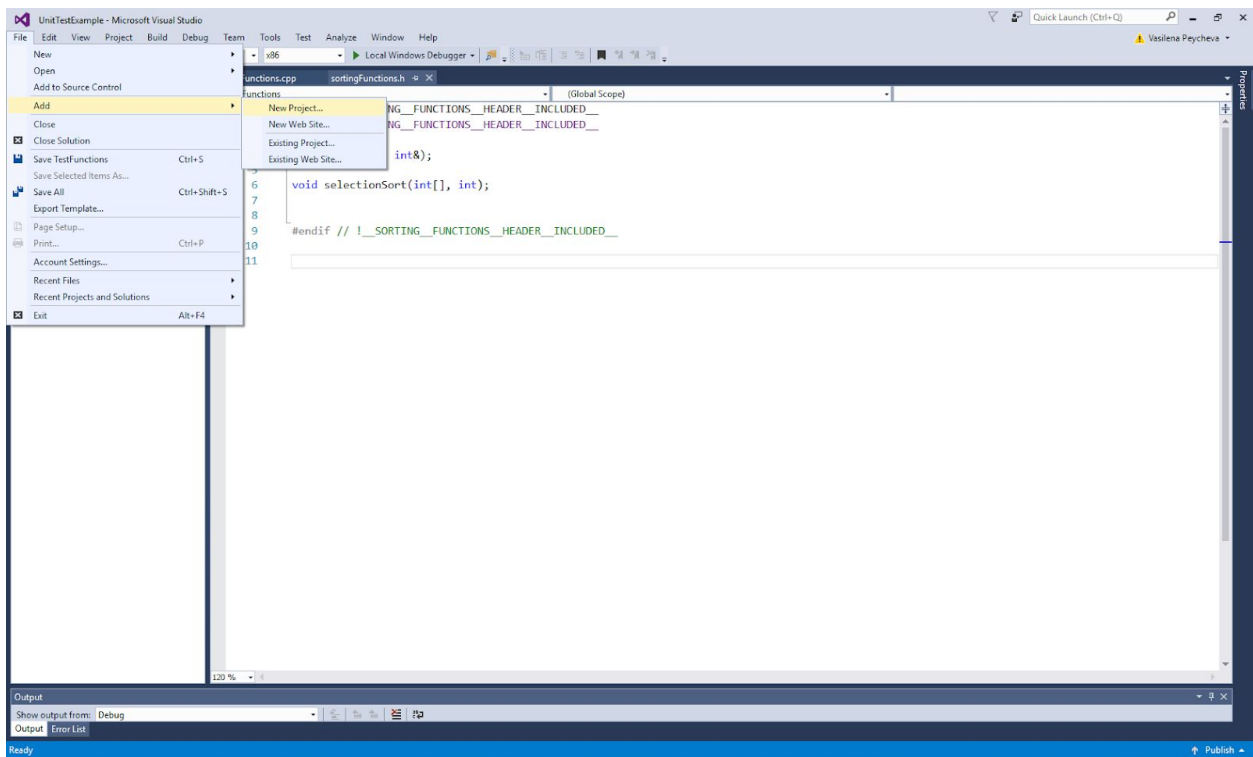 UnitTestExample - Microsoft Visual Studio
Quick Launch (Ctrl+Q)
File Edit View Project Build Debug Team Tools Test Analyze Window Help
Vasilena Peycheva
x86 Local Windows Debugger
New
Open
Add to Source Control
Add
Close
Close Solution
Save TestFunctions Ctrl+S
Save Selected Items As...
Save All Ctrl+Shift+S
Export Template...
Page Setup...
Print... Ctrl+P
Account Settings...
Recent Files
Recent Projects and Solutions
Exit Alt+F4
New Project...
New Web Site...
Existing Project...
Existing Web Site...
unctions.cpp sortingFunctions.h
unctions (Global Scope)
NG__FUNCTIONS__HEADER__INCLUDED__
NG__FUNCTIONS__HEADER__INCLUDED__
int&);
5
6 void selectionSort(int[], int);
7
8
9 #endif // !__SORTING__FUNCTIONS__HEADER__INCLUDED__
10
11
Properties
120 %
Output
Show output from: Debug
Output Error List
Ready
Publish